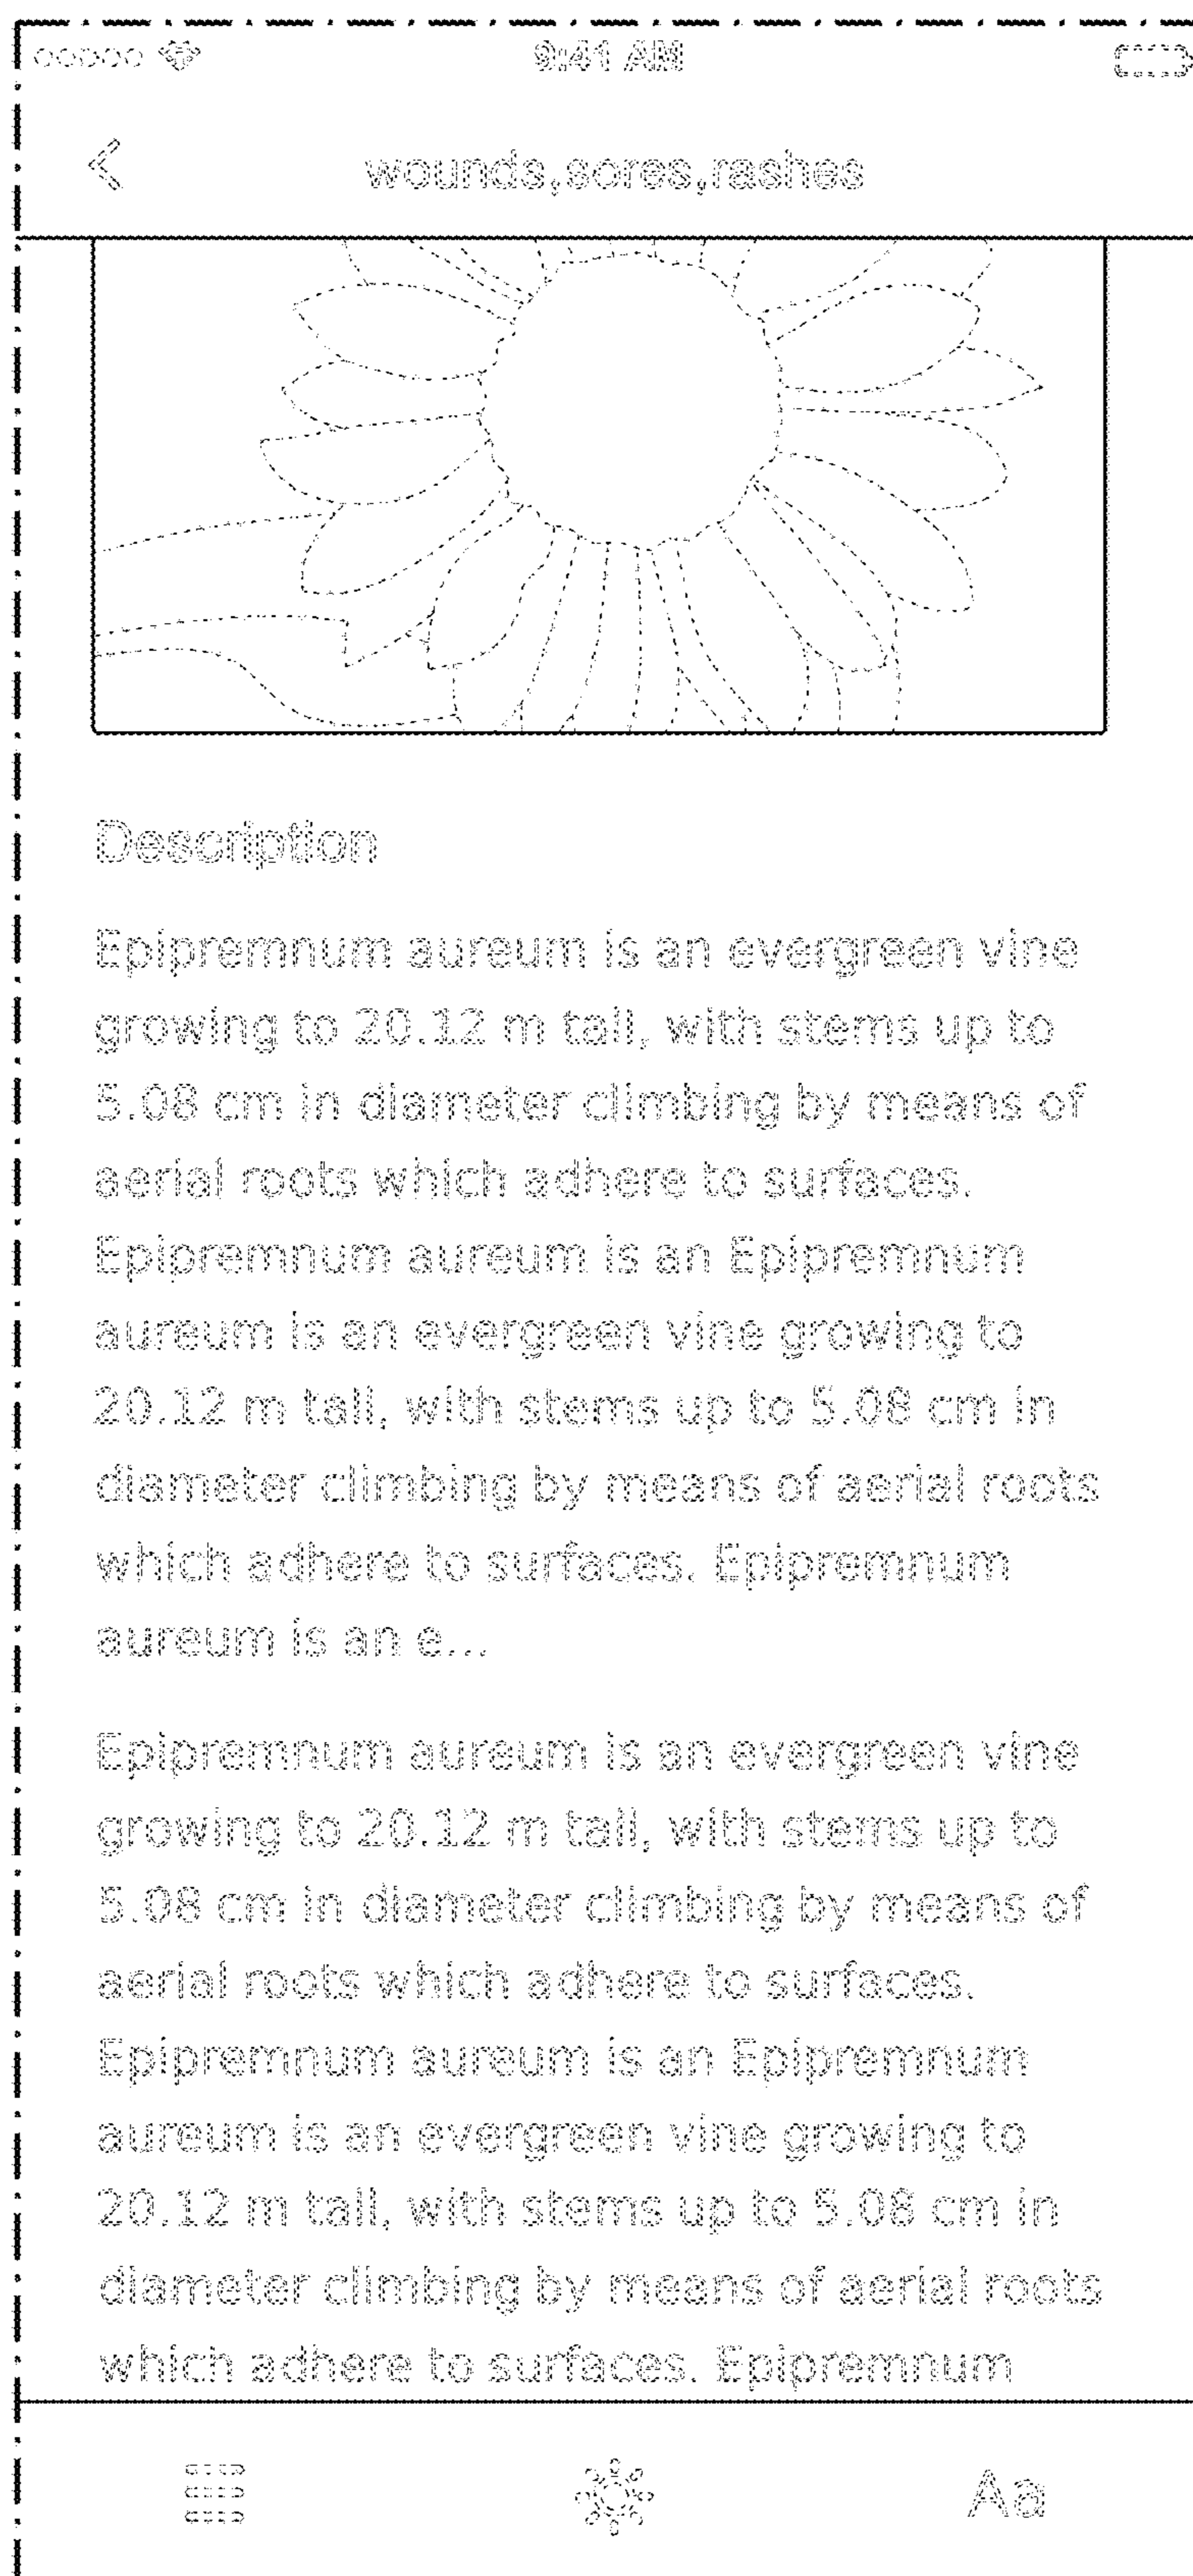 9:41 AM
wounds,sores,rashes
Description
Epipremnum aureum is an evergreen vine
growing to 20.12 m tall, with stems up to
5.08 cm in diameter climbing by means of
aerial roots which adhere to surfaces.
Epipremnum aureum is an Epipremnum
aureum is an evergreen vine growing to
20.12 m tall, with stems up to 5.08 cm in
diameter climbing by means of aerial roots
which adhere to surfaces. Epipremnum
aureum is an e...
Epipremnum aureum is an evergreen vine
growing to 20.12 m tall, with stems up to
5.08 cm in diameter climbing by means of
aerial roots which adhere to surfaces.
Epipremnum aureum is an Epipremnum
aureum is an evergreen vine growing to
20.12 m tall, with stems up to 5.08 cm in
diameter climbing by means of aerial roots
which adhere to surfaces. Epipremnum
Aa